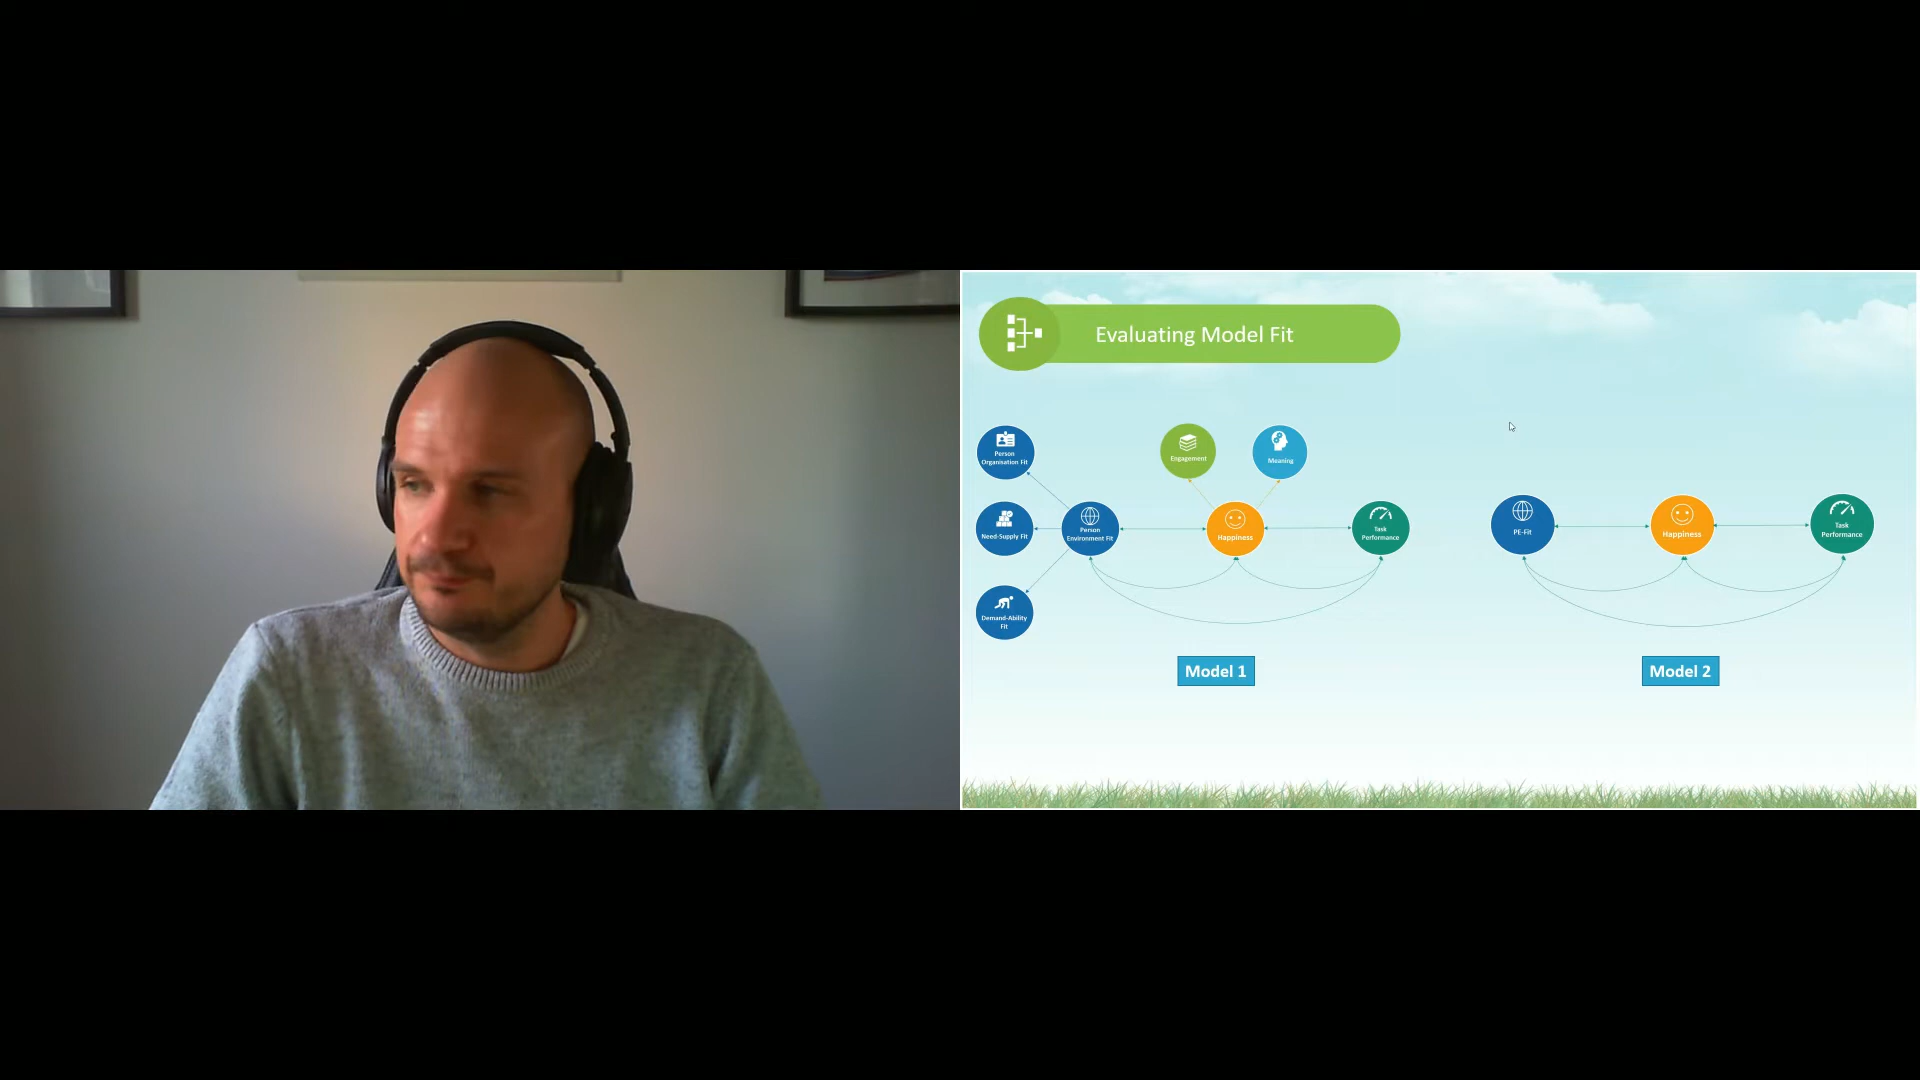 Evaluating Model Fit
Person
Organisation Fit
Engagement
Meaning
Need-Supply Fit
Person
Environment Fit
Happiness
Task
Performance
Demand-Ability
Fit
Model 1
PE-Fit
Happiness
Task
Performance
Model 2